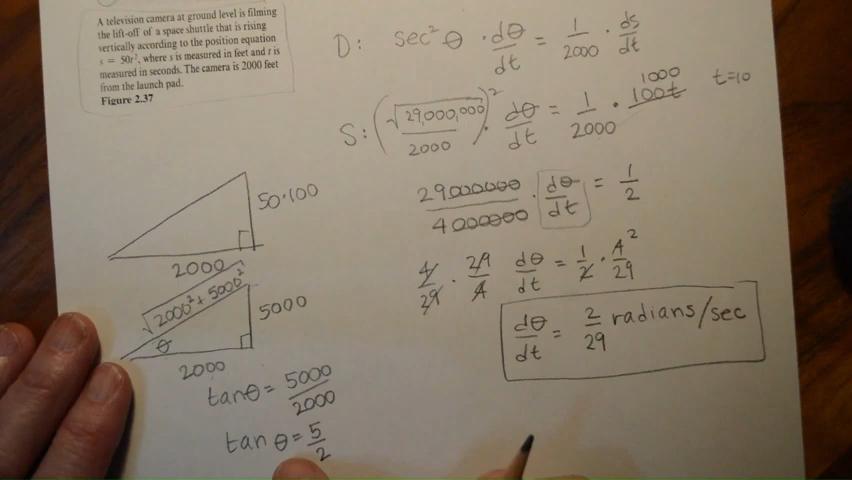 A television camera at ground level is filming
the lift-off of a space shuttle that is rising
vertically according to the position equation
s = 50t², where s is measured in feet and t is
measured in seconds. The camera is 2000 feet
from the launch pad.
Figure 2.37
D: sec² θ · dθ/dt = 1/2000 · ds/dt
S: (√29,000,000/2000)² · dθ/dt = 1/2000 · 100t 1000 t=10
29000000/4000000 · dθ/dt = 1/2
4/29 · 29/4 dθ/dt = 1/2 · 4/29 2
dθ/dt = 2/29 radians/sec
50·100
2000
√2000² + 5000²
5000
θ
2000
tanθ = 5000/2000
tan θ = 5/2